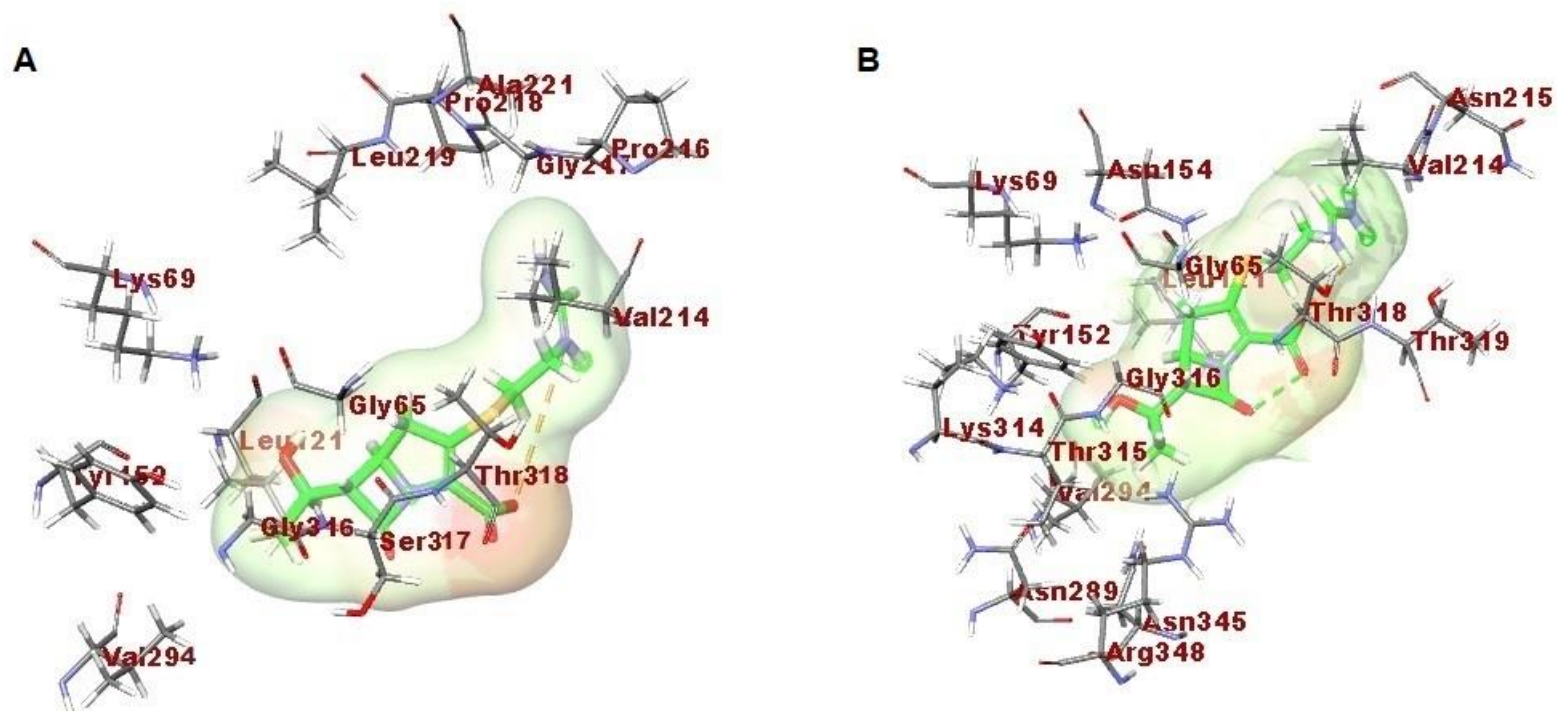 A
Ala221
Pro218
Leu219
Gly217
Pro216
Lys69
Val214
Gly65
Leu121
Tyr152
Thr318
Gly316
Ser317
Val294
B
Asn215
Lys69
Asn154
Val214
Gly65
Leu121
Tyr152
Thr318
Thr319
Gly316
Lys314
Thr315
Val294
Asn289
Asn345
Arg348